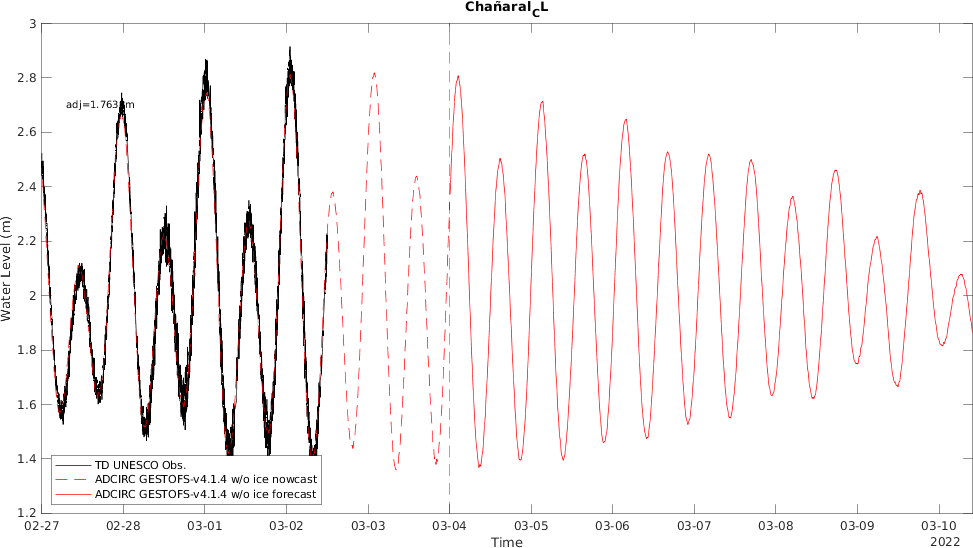 Chañaral_CL
3
2.8
adj=1.763 m
2.6
2.4
2.2
2
1.8
1.6
1.4
1.2
Water Level (m)
TD UNESCO Obs.
ADCIRC GESTOFS-v4.1.4 w/o ice nowcast
ADCIRC GESTOFS-v4.1.4 w/o ice forecast
02-27 02-28 03-01 03-02 03-03 03-04 03-05 03-06 03-07 03-08 03-09 03-10
Time
2022